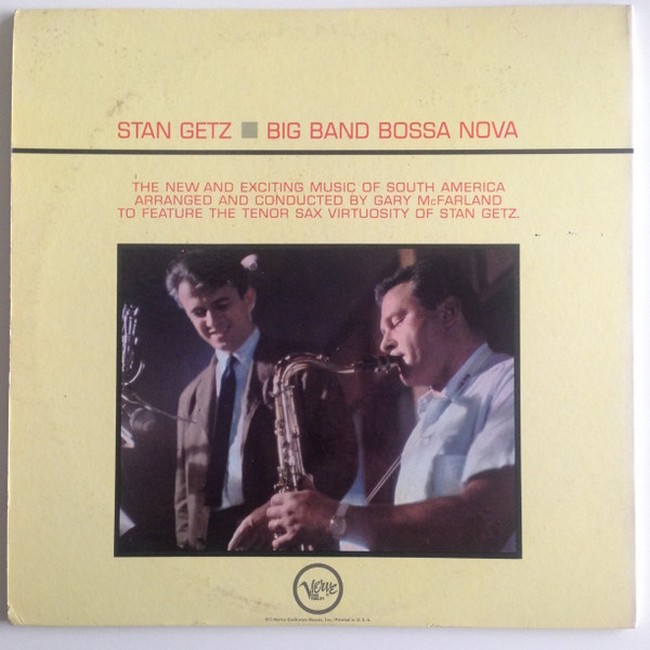 STAN GETZ ■ BIG BAND BOSSA NOVA
THE NEW AND EXCITING MUSIC OF SOUTH AMERICA
ARRANGED AND CONDUCTED BY GARY McFARLAND
TO FEATURE THE TENOR SAX VIRTUOSITY OF STAN GETZ.
Verve